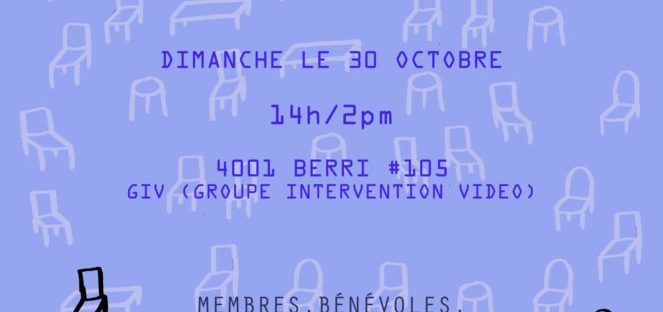 DIMANCHE LE 30 OCTOBRE
14h/2pm
4001 BERRI #105
GIV (GROUPE INTERVENTION VIDEO)
MEMBRES, BÉNÉVOLES,